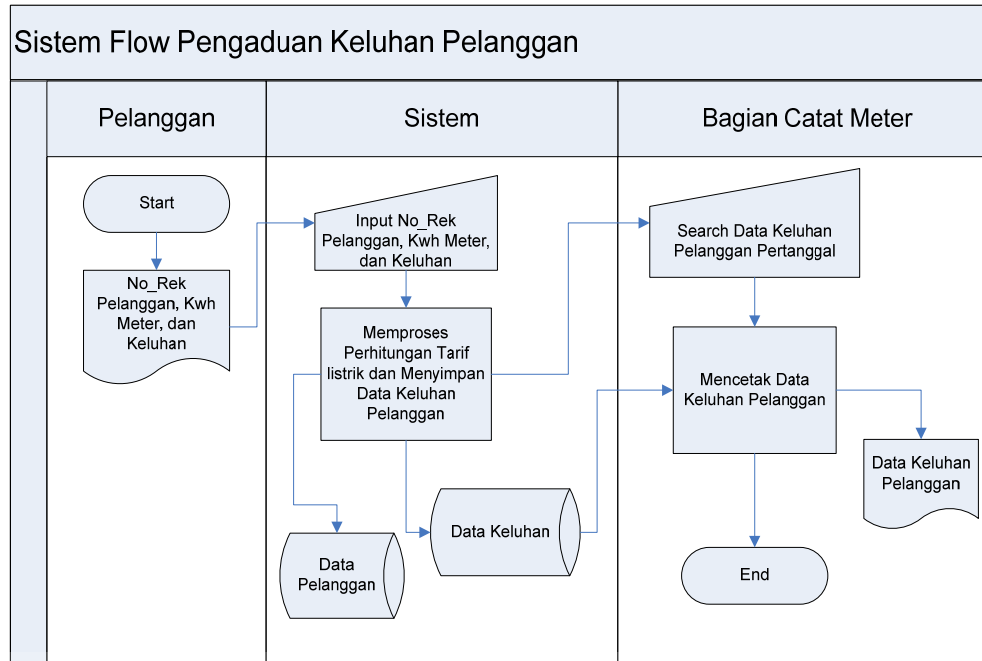 Sistem Flow Pengaduan Keluhan Pelanggan
Pelanggan
Sistem
Bagian Catat Meter
Start
No_Rek
Pelanggan, Kwh
Meter, dan
Keluhan
Input No_Rek
Pelanggan, Kwh Meter,
dan Keluhan
Memproses
Perhitungan Tarif
listrik dan Menyimpan
Data Keluhan
Pelanggan
Data
Pelanggan
Data Keluhan
Search Data Keluhan
Pelanggan Pertanggal
Mencetak Data
Keluhan Pelanggan
Data Keluhan
Pelanggan
End